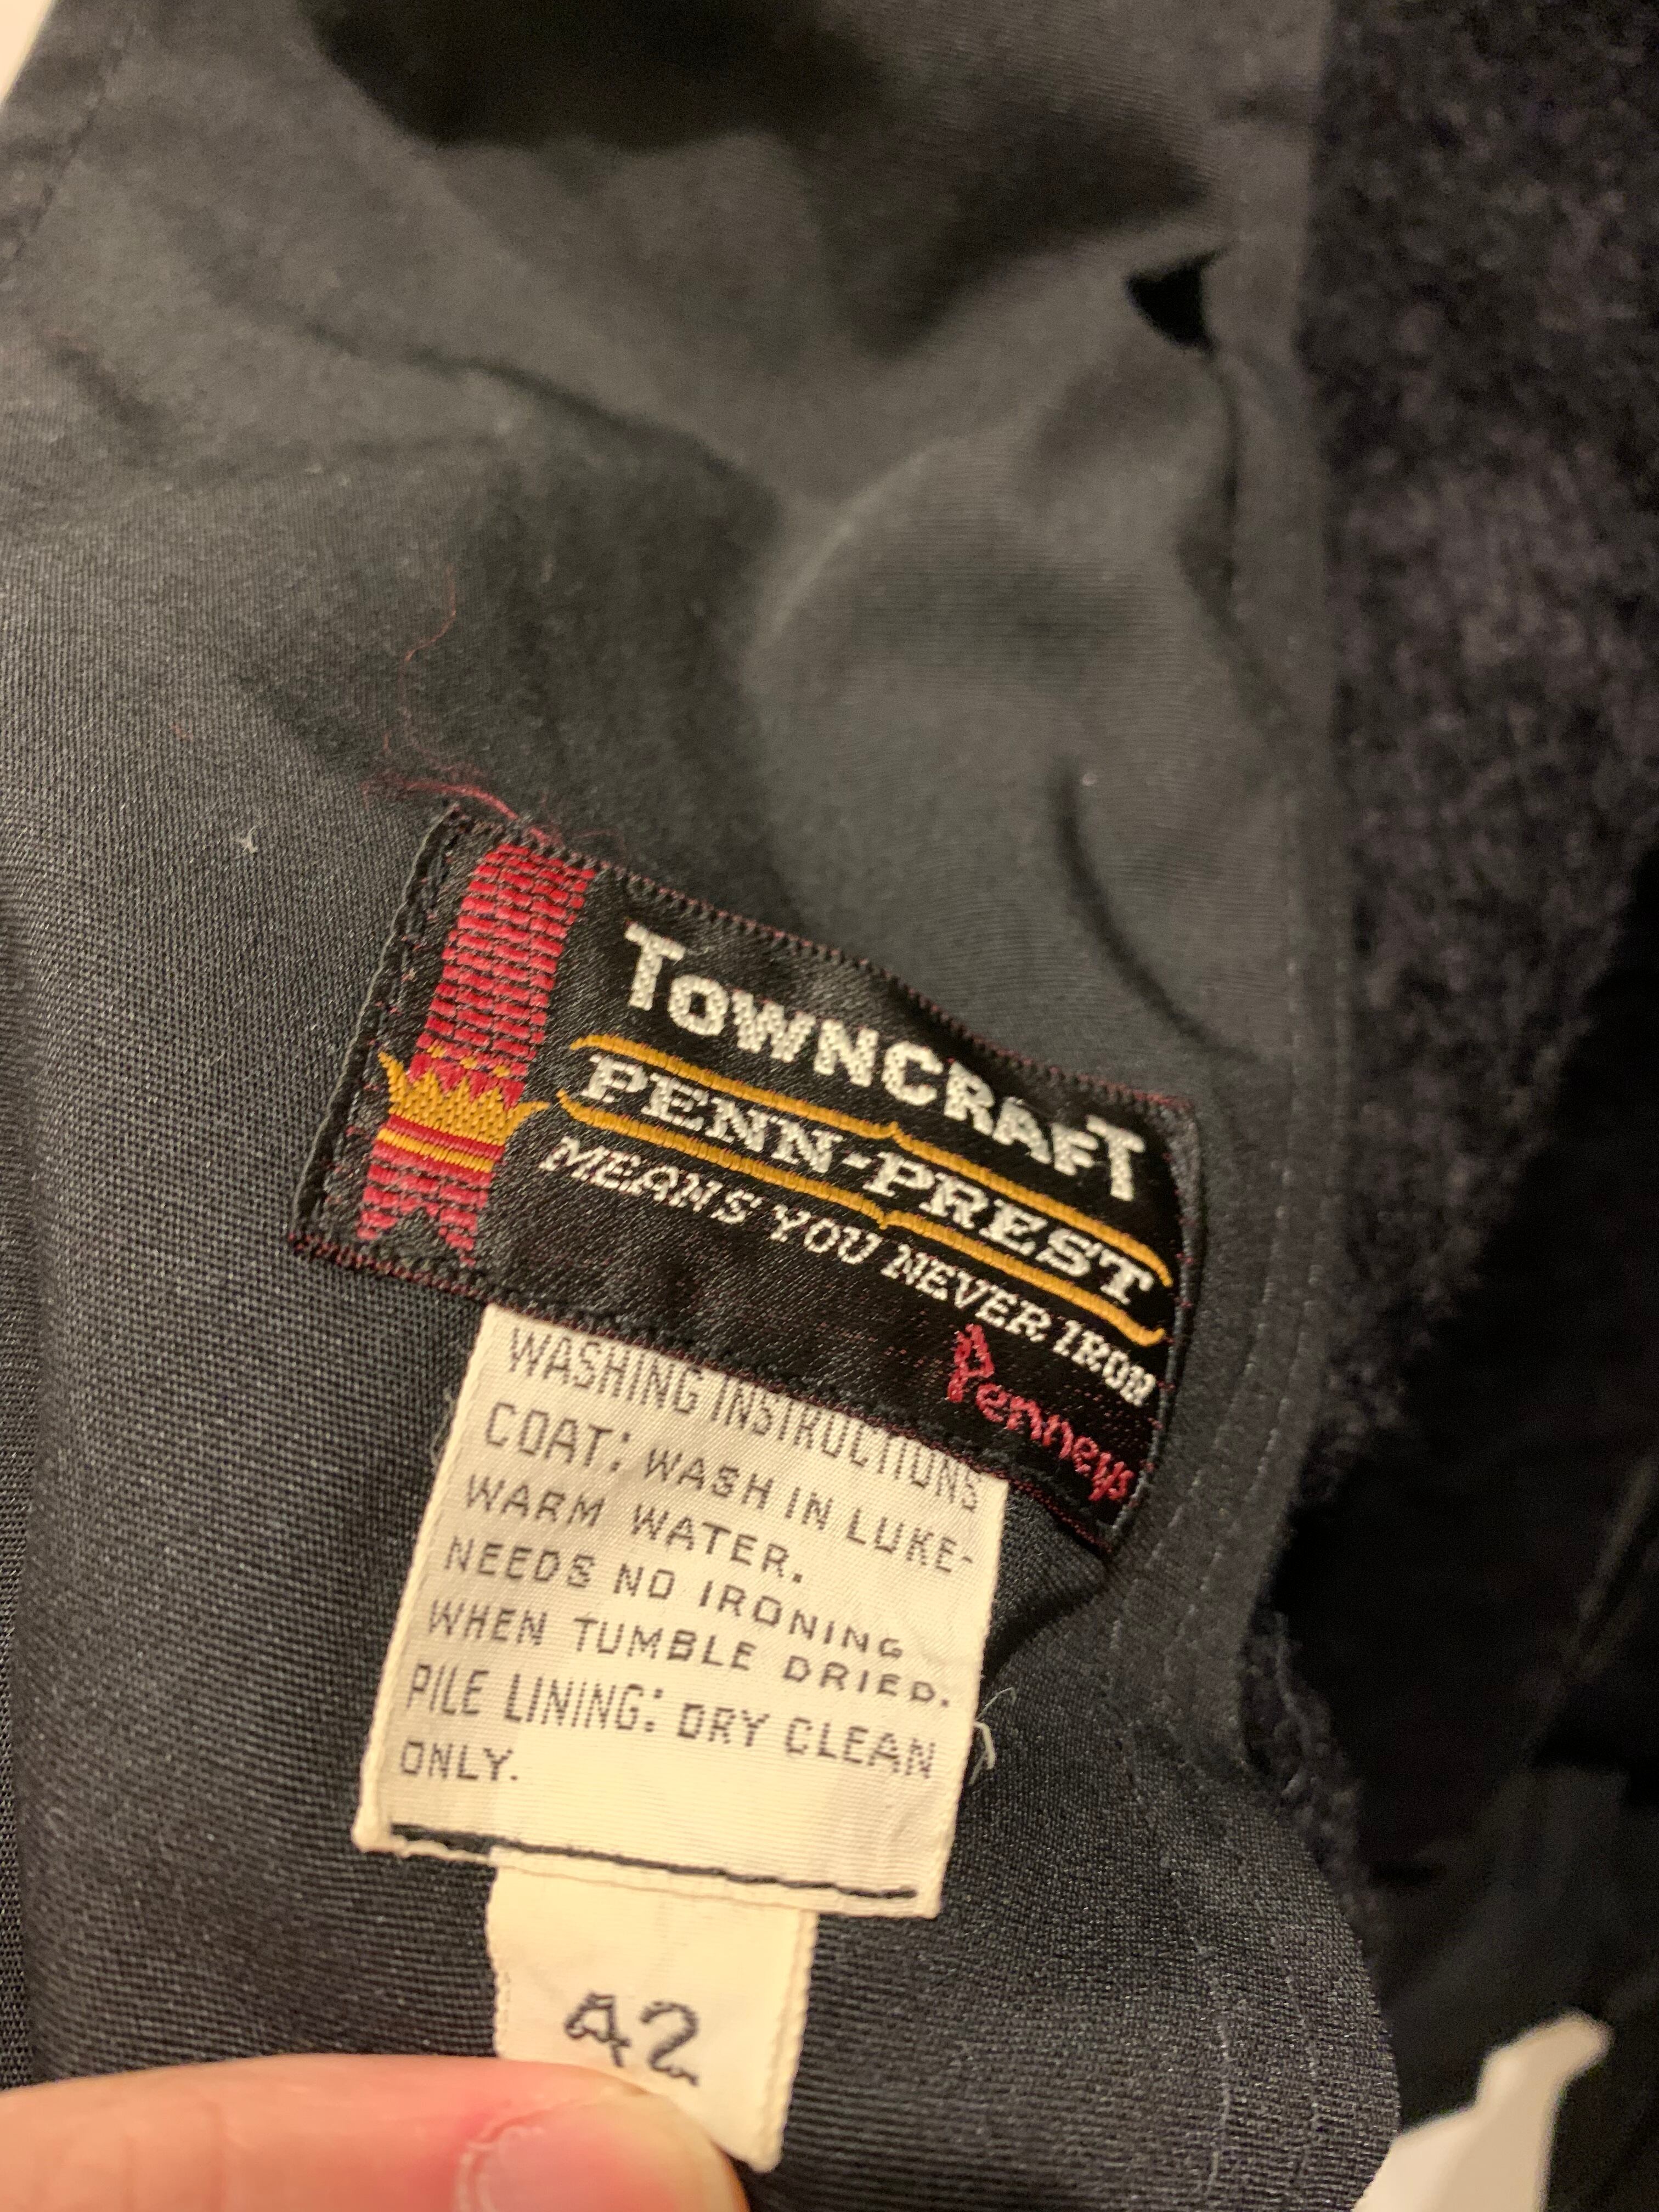 TOWNCRAFT
PENN-PREST
MEANS YOU NEVER IRON
Penneys
WASHING INSTRUCTIONS
COAT: WASH IN LUKE-
WARM WATER.
NEEDS NO IRONING
WHEN TUMBLE DRIED.
PILE LINING: DRY CLEAN
ONLY.
42